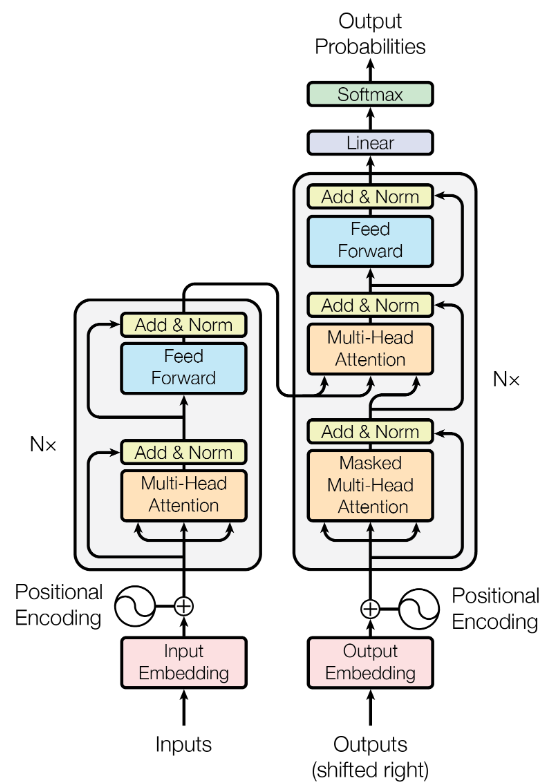 Output
Probabilities
Softmax
Linear
Add & Norm
Feed
Forward
Add & Norm
Multi-Head
Attention
Add & Norm
Masked
Multi-Head
Attention
N×
Add & Norm
Feed
Forward
Add & Norm
Multi-Head
Attention
N×
Positional
Encoding
Positional
Encoding
Input
Embedding
Output
Embedding
Inputs
Outputs
(shifted right)